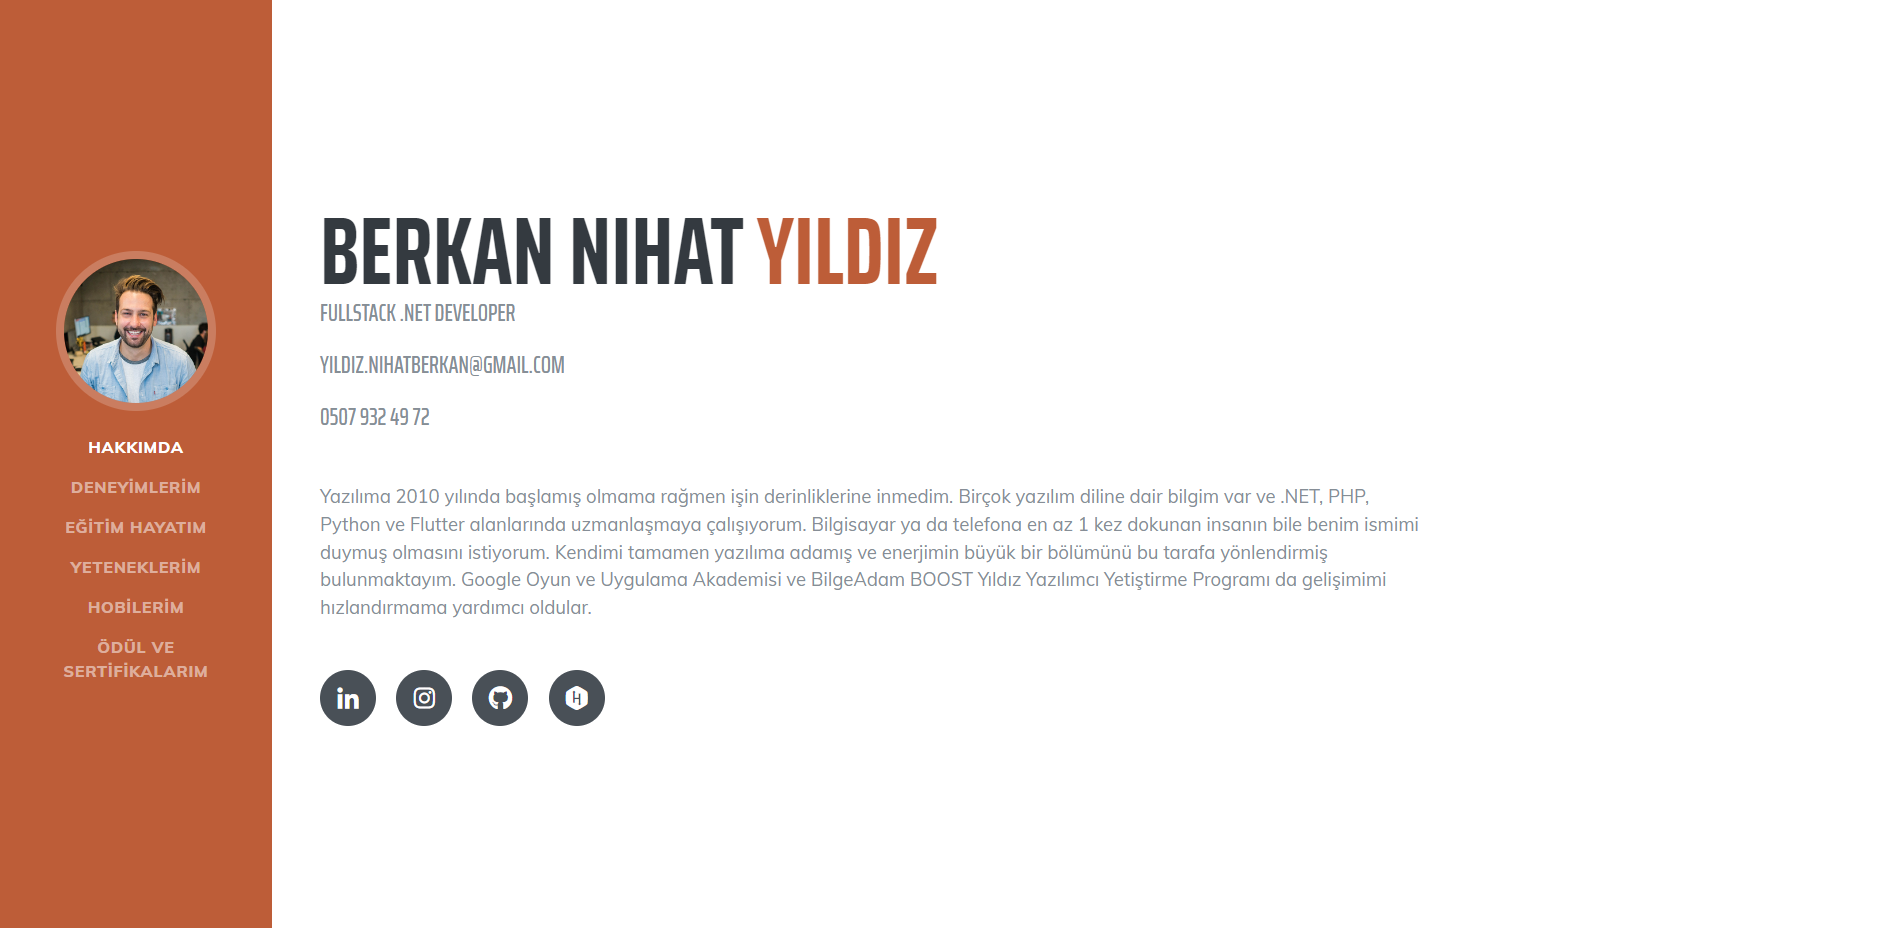 HAKKIMDA
DENEYİMLERİM
EĞİTİM HAYATIM
YETENEKLERİM
HOBİLERİM
ÖDÜL VE
SERTİFİKALARIM
BERKAN NIHAT YILDIZ
FULLSTACK .NET DEVELOPER
YILDIZ.NIHATBERKAN@GMAIL.COM
0507 932 49 72
Yazılıma 2010 yılında başlamış olmama rağmen işin derinliklerine inmedim. Birçok yazılım diline dair bilgim var ve .NET, PHP,
Python ve Flutter alanlarında uzmanlaşmaya çalışıyorum. Bilgisayar ya da telefona en az 1 kez dokunan insanın bile benim ismimi
duymuş olmasını istiyorum. Kendimi tamamen yazılıma adamış ve enerjimin büyük bir bölümünü bu tarafa yönlendirmiş
bulunmaktayım. Google Oyun ve Uygulama Akademisi ve BilgeAdam BOOST Yıldız Yazılımcı Yetiştirme Programı da gelişimimi
hızlandırmama yardımcı oldular.